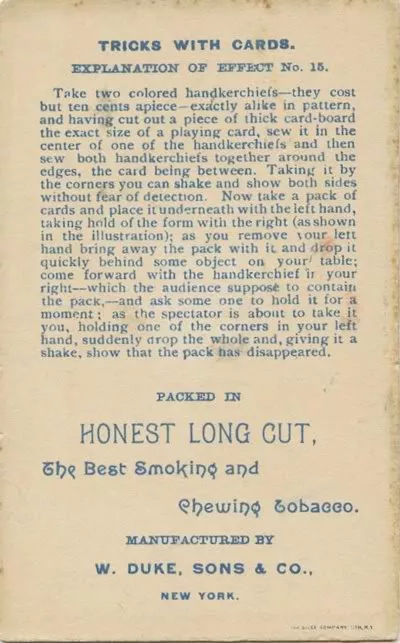 TRICKS WITH CARDS.
EXPLANATION OF EFFECT No. 15.
Take two colored handkerchiefs—they cost
but ten cents apiece—exactly alike in pattern,
and having cut out a piece of thick card-board
the exact size of a playing card, sew it in the
center of one of the handkerchiefs and then
sew both handkerchiefs together around the
edges, the card being between. Taking it by
the corners you can shake and show both sides
without fear of detection. Now take a pack of
cards and place it underneath with the left hand,
taking hold of the form with the right (as shown
in the illustration); as you remove your left
hand bring away the pack with it and drop it
quickly behind some object on your table;
come forward with the handkerchief in your
right—which the audience suppose to contain
the pack,—and ask some one to hold it for a
moment; as the spectator is about to take it
you, holding one of the corners in your left
hand, suddenly drop the whole and, giving it a
shake, show that the pack has disappeared.
PACKED IN
HONEST LONG CUT,
The Best Smoking and
Chewing Tobacco.
MANUFACTURED BY
W. DUKE, SONS & CO.,
NEW YORK.